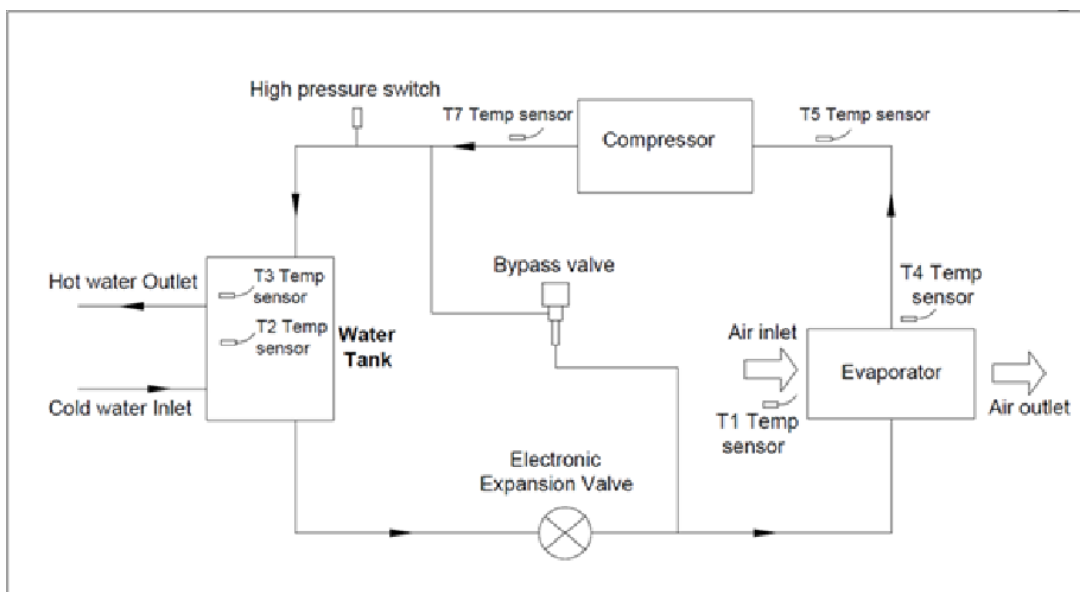 High pressure switch
T7 Temp sensor
Compressor
T5 Temp sensor
Hot water Outlet
T3 Temp
sensor
T2 Temp
sensor
Water
Tank
Cold water Inlet
Bypass valve
T4 Temp
sensor
Air inlet
Evaporator
Air outlet
T1 Temp
sensor
Electronic
Expansion Valve